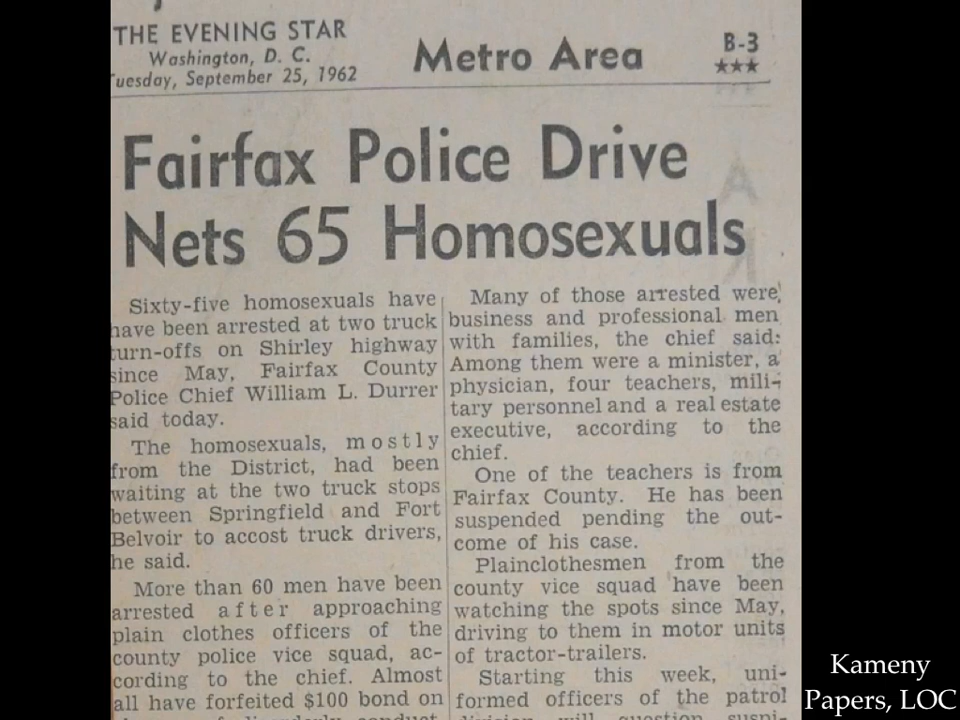 THE EVENING STAR
Washington, D. C.
Tuesday, September 25, 1962
Metro Area
B-3
★★★
Fairfax Police Drive
Nets 65 Homosexuals
Sixty-five homosexuals have
have been arrested at two truck
turn-offs on Shirley highway
since May, Fairfax County
Police Chief William L. Durrer
said today.
The homosexuals, mostly
from the District, had been
waiting at the two truck stops
between Springfield and Fort
Belvoir to accost truck drivers,
he said.
More than 60 men have been
arrested after approaching
plain clothes officers of the
county police vice squad, ac-
cording to the chief. Almost
all have forfeited $100 bond on
disorderly conduct
Many of those arrested were
business and professional men
with families, the chief said:
Among them were a minister, a
physician, four teachers, mili-
tary personnel and a real estate
executive, according to the
chief.
One of the teachers is from
Fairfax County. He has been
suspended pending the out-
come of his case.
Plainclothesmen from the
county vice squad have been
watching the spots since May,
driving to them in motor units
of tractor-trailers.
Starting this week, uni-
formed officers of the patrol
division will question suspi-
Kameny
Papers, LOC